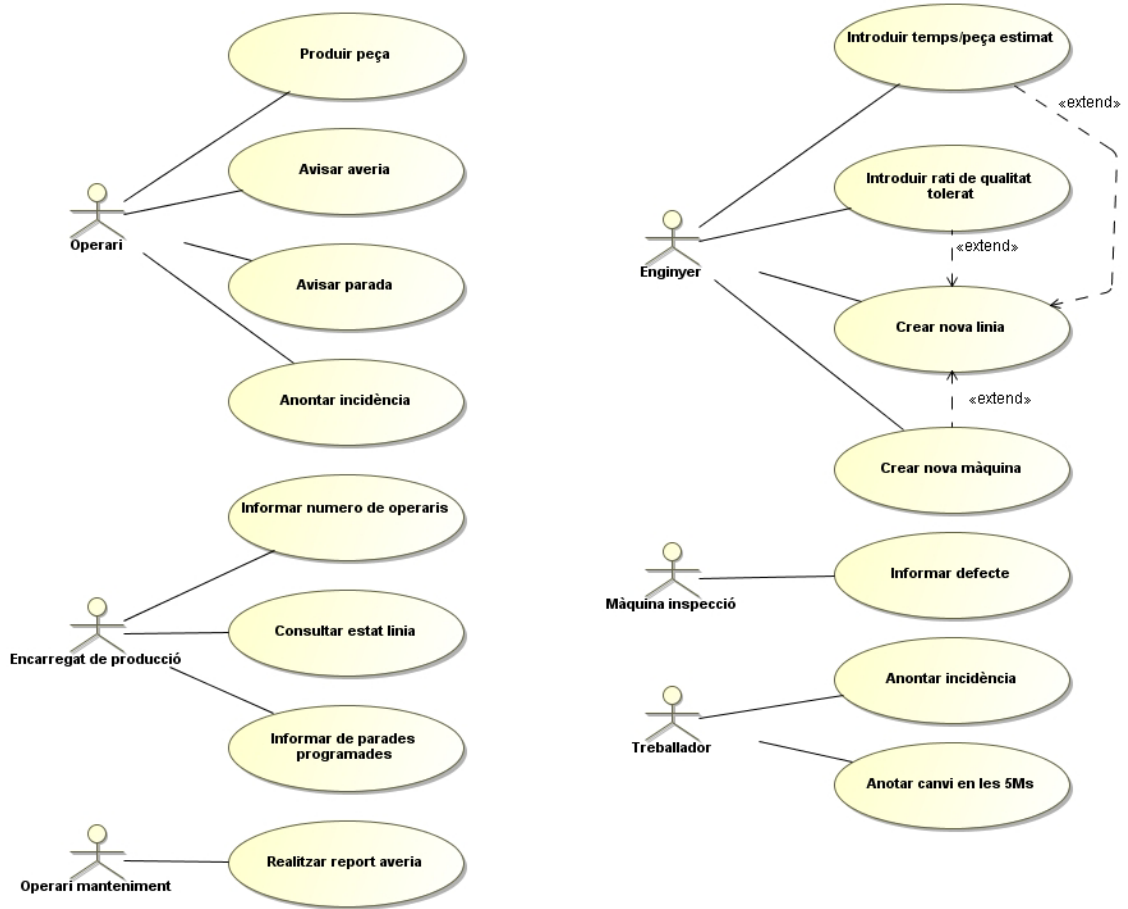 Produir peça
Avisar averia
Operari
Avisar parada
Anontar incidència
Informar numero de operaris
Consultar estat linia
Encarregat de producció
Informar de parades
programades
Realitzar report averia
Operari manteniment
Introduir temps/peça estimat
«extend»
Introduir rati de qualitat
tolerat
«extend»
Enginyer
Crear nova linia
«extend»
Crear nova màquina
Informar defecte
Màquina inspecció
Anontar incidència
Treballador
Anotar canvi en les 5Ms